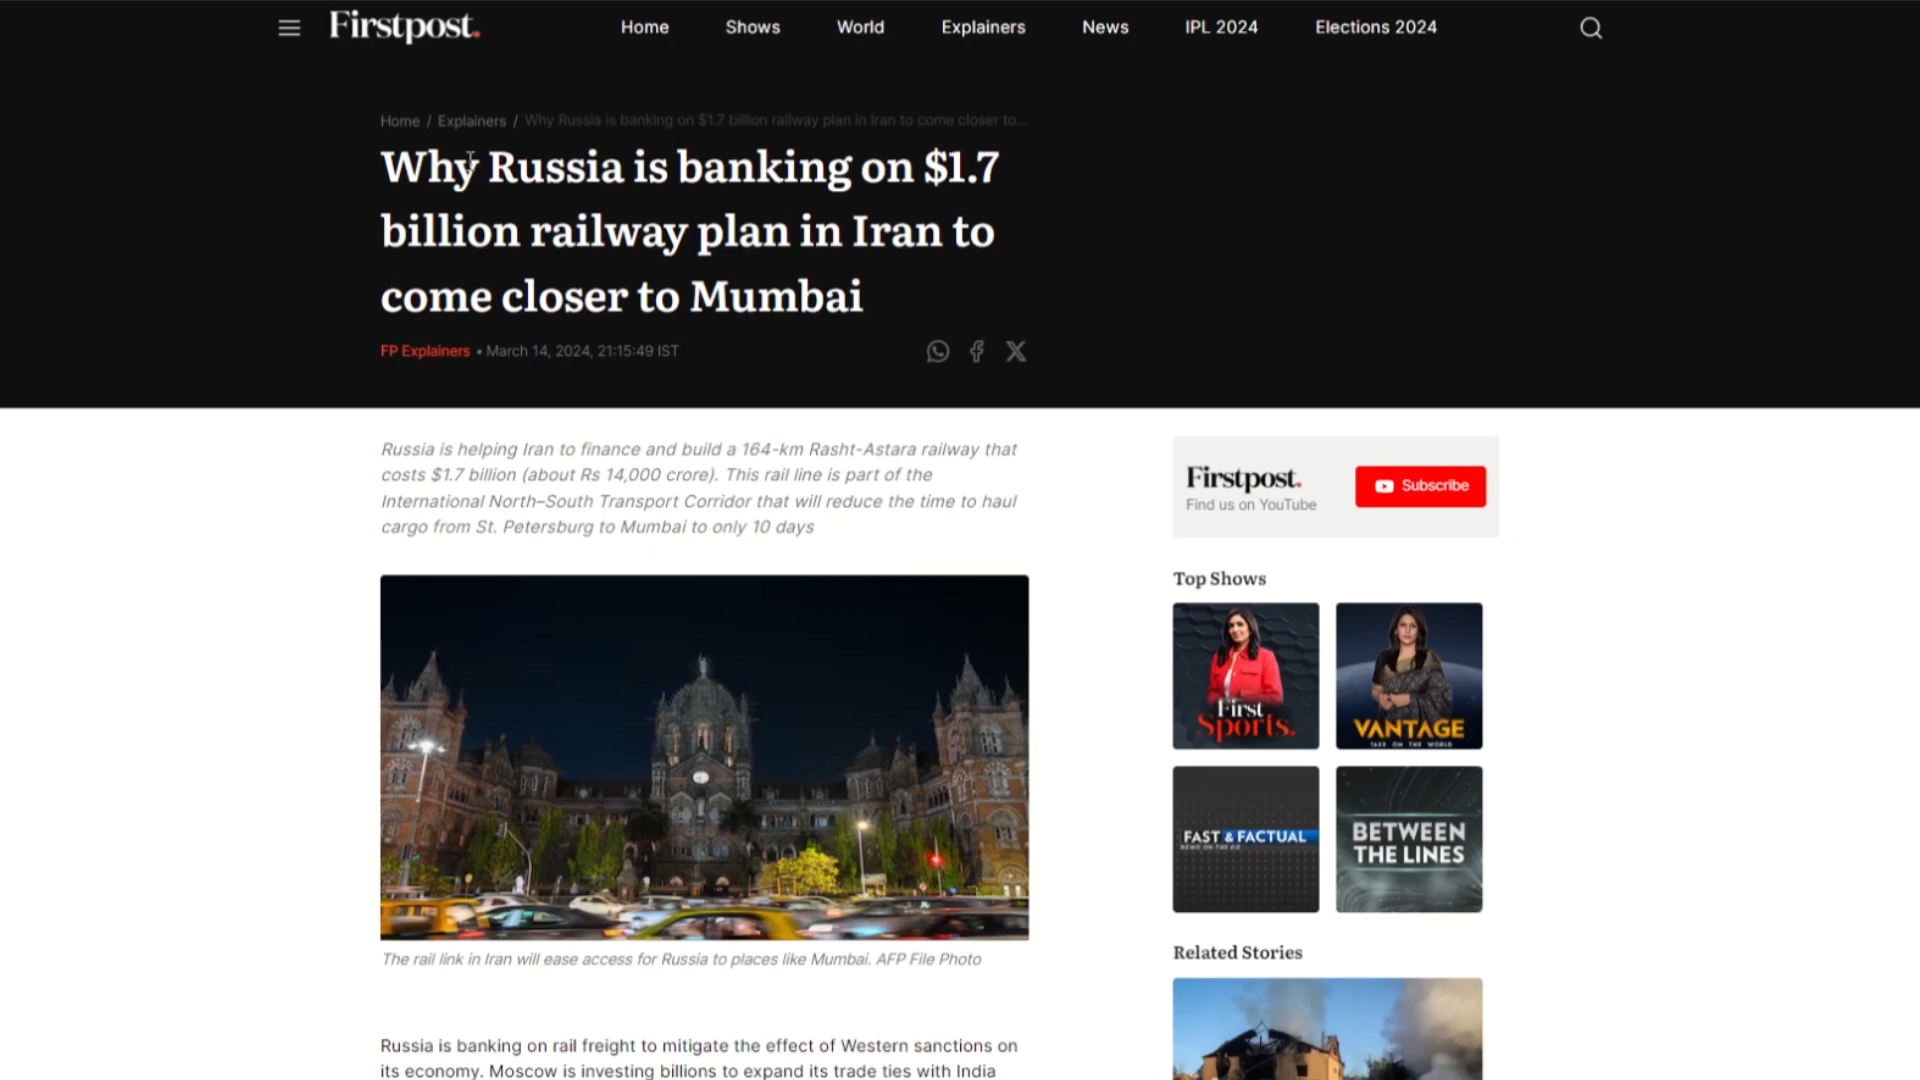 Firstpost.
Home
Shows
World
Explainers
News
IPL 2024
Elections 2024
Home / Explainers / Why Russia is banking on $1.7 billion railway plan in Iran to come closer to...
Why Russia is banking on $1.7
billion railway plan in Iran to
come closer to Mumbai
FP Explainers • March 14, 2024, 21:15:49 IST
Russia is helping Iran to finance and build a 164-km Rasht-Astara railway that
costs $1.7 billion (about Rs 14,000 crore). This rail line is part of the
International North–South Transport Corridor that will reduce the time to haul
cargo from St. Petersburg to Mumbai to only 10 days
The rail link in Iran will ease access for Russia to places like Mumbai. AFP File Photo
Russia is banking on rail freight to mitigate the effect of Western sanctions on
its economy. Moscow is investing billions to expand its trade ties with India
Firstpost.
Find us on YouTube
Subscribe
Top Shows
First
Sports.
VANTAGE
TAKE ON THE WORLD
FAST & FACTUAL
NEWS ON THE GO
BETWEEN
THE LINES
Related Stories